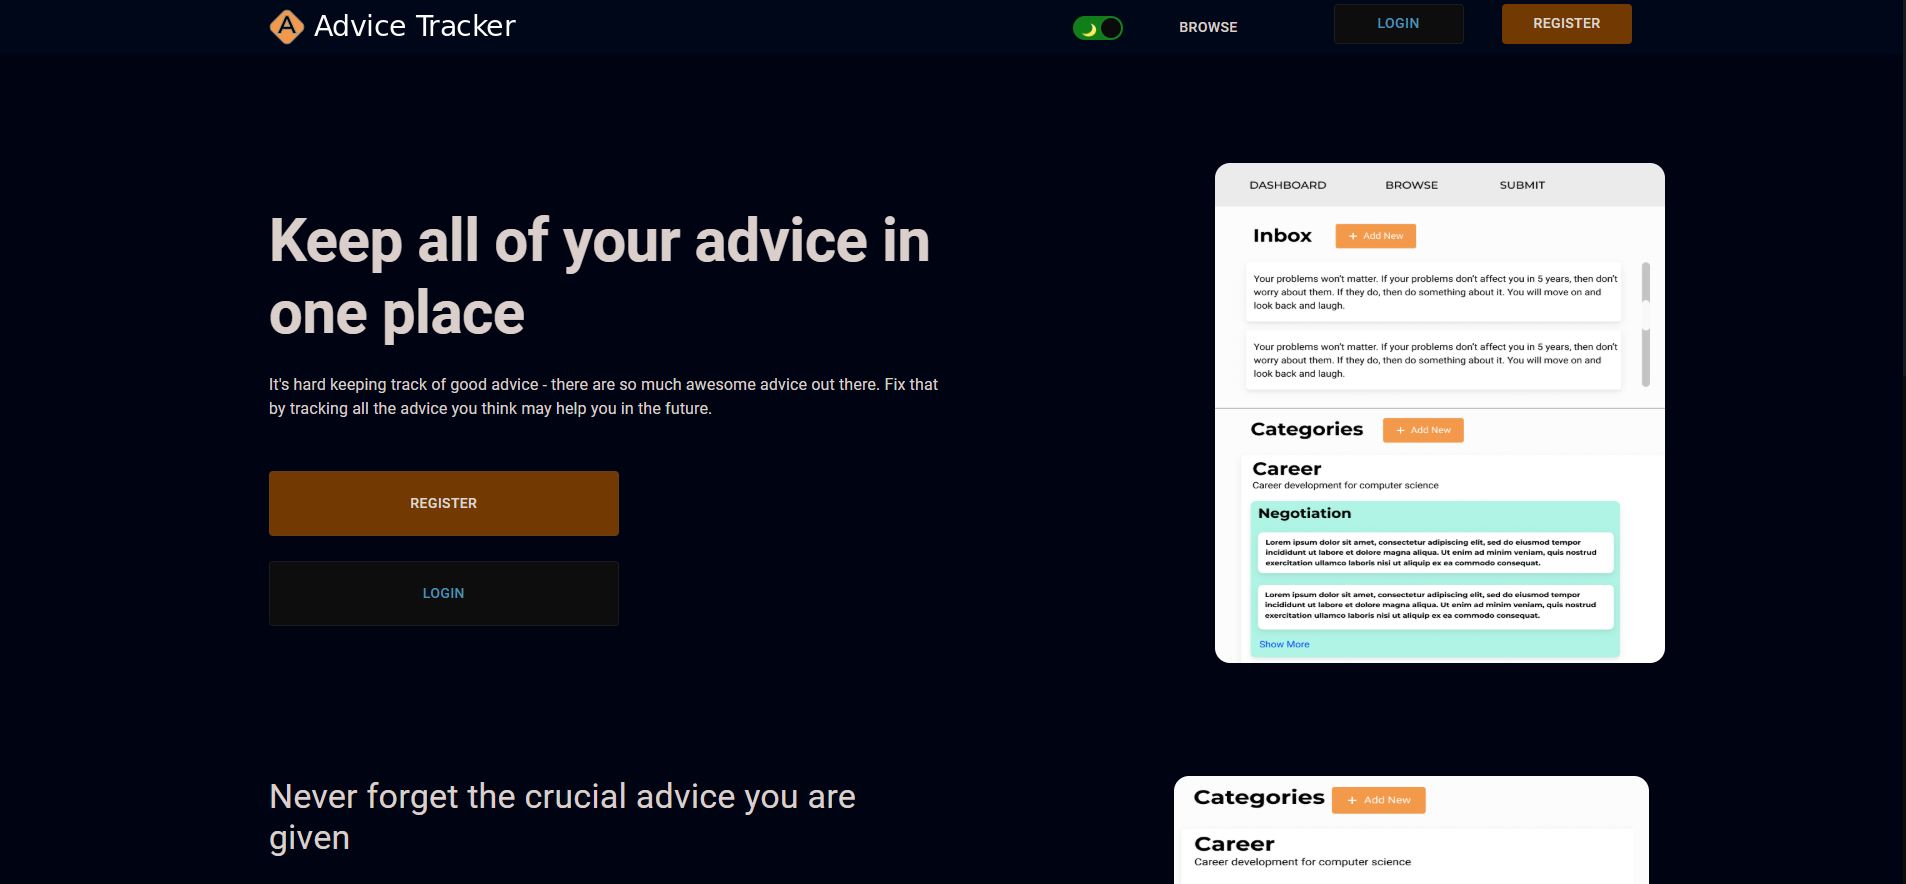 A Advice Tracker
BROWSE
LOGIN
REGISTER
Keep all of your advice in
one place
It's hard keeping track of good advice - there are so much awesome advice out there. Fix that
by tracking all the advice you think may help you in the future.
REGISTER
LOGIN
DASHBOARD BROWSE SUBMIT
Inbox + Add New
Your problems won't matter. If your problems don't affect you in 5 years, then don't
worry about them. If they do, then do something about it. You will move on and
look back and laugh.
Your problems won't matter. If your problems don't affect you in 5 years, then don't
worry about them. If they do, then do something about it. You will move on and
look back and laugh.
Categories + Add New
Career
Career development for computer science
Negotiation
Lorem ipsum dolor sit amet, consectetur adipiscing elit, sed do eiusmod tempor
incididunt ut labore et dolore magna aliqua. Ut enim ad minim veniam, quis nostrud
exercitation ullamco laboris nisi ut aliquip ex ea commodo consequat.
Lorem ipsum dolor sit amet, consectetur adipiscing elit, sed do eiusmod tempor
incididunt ut labore et dolore magna aliqua. Ut enim ad minim veniam, quis nostrud
exercitation ullamco laboris nisi ut aliquip ex ea commodo consequat.
Show More
Never forget the crucial advice you are
given
Categories + Add New
Career
Career development for computer science